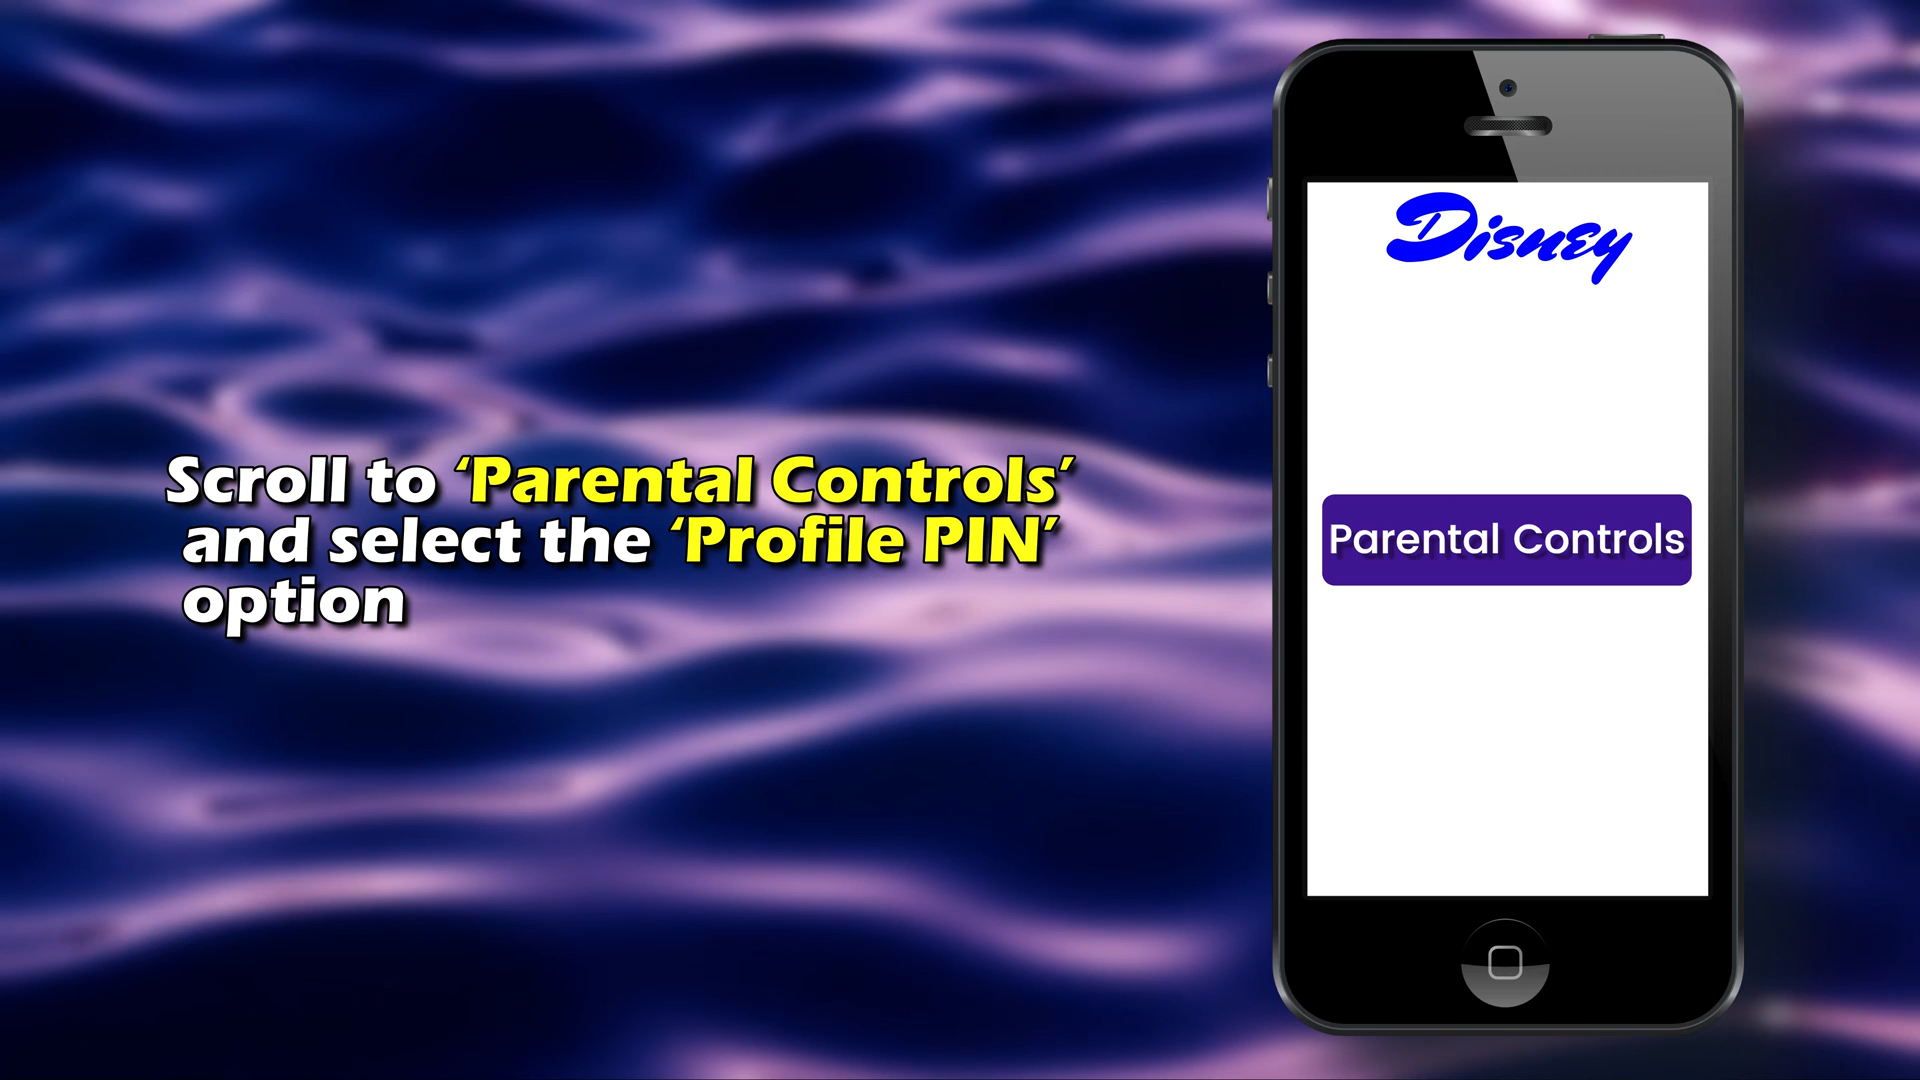 Scroll to ‘Parental Controls’
and select the ‘Profile PIN’
option
Disney
Parental Controls